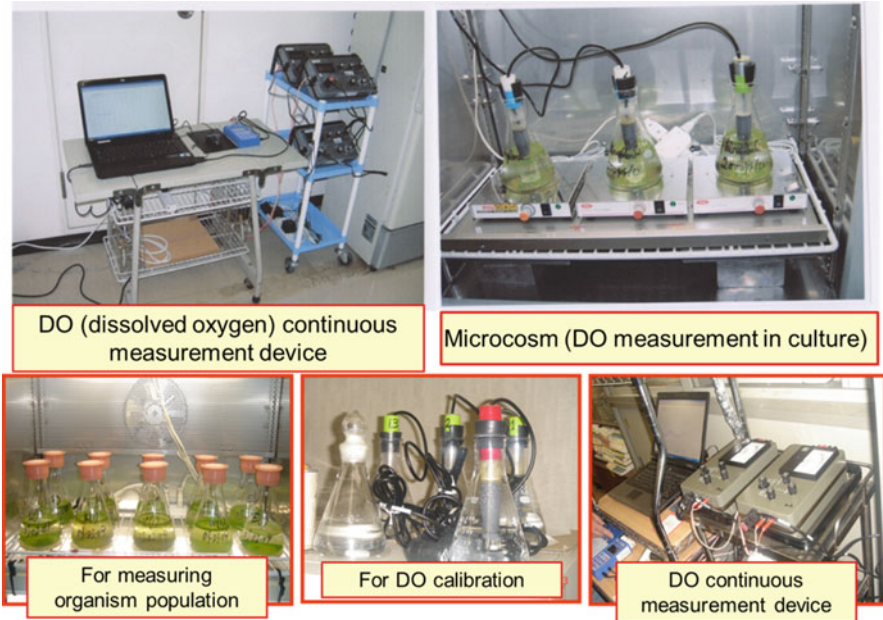 DO (dissolved oxygen) continuous
measurement device
Microcosm (DO measurement in culture)
For measuring
organism population
For DO calibration
DO continuous
measurement device